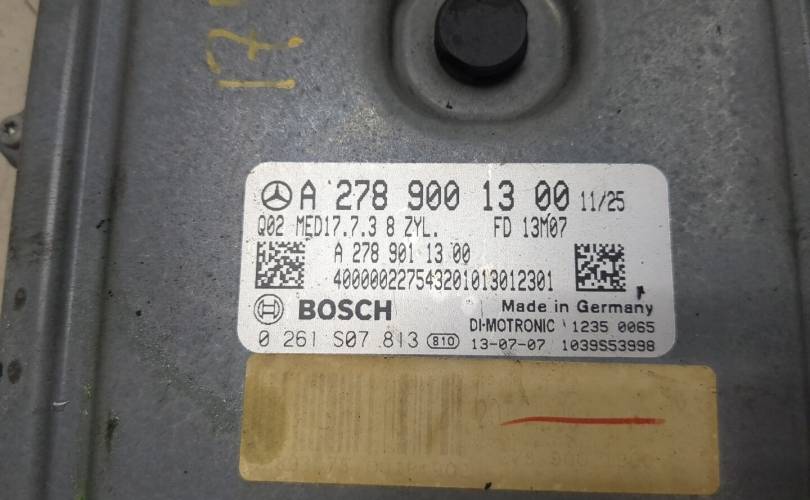 17
A 278 900 13 00 11/25
Q02 MED17.7.3 8 ZYL. FD 13M07
A 278 901 13 00
400000227543201013012301
BOSCH Made in Germany
DI-MOTRONIC 1235 0065
0 261 S07 813 810 13-07-07 1039S53998